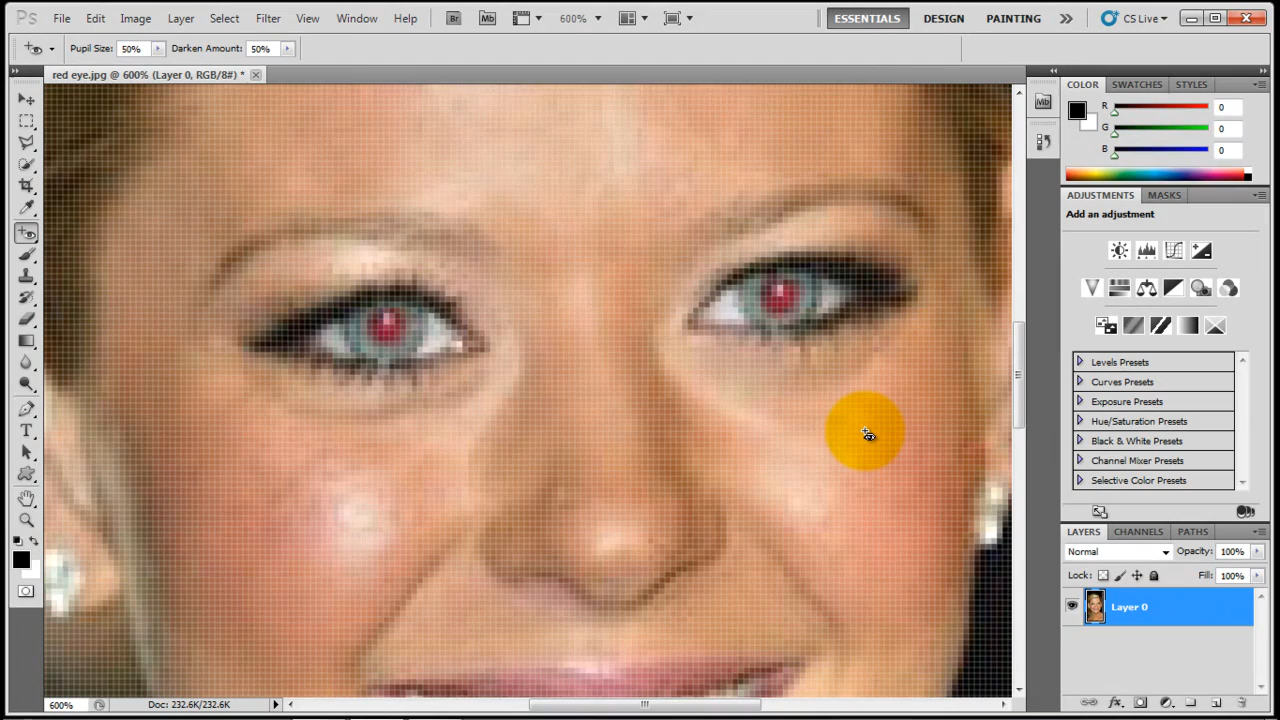 Ps File Edit Image Layer Select Filter View Window Help Br Mb 600% ESSENTIALS DESIGN PAINTING CS Live
Pupil Size: 50% Darken Amount: 50%
red eye.jpg @ 600% (Layer 0, RGB/8#) *
Mb
COLOR SWATCHES STYLES
R 0
G 0
B 0
ADJUSTMENTS MASKS
Add an adjustment
Levels Presets
Curves Presets
Exposure Presets
Hue/Saturation Presets
Black & White Presets
Channel Mixer Presets
Selective Color Presets
LAYERS CHANNELS PATHS
Normal Opacity: 100%
Lock: Fill: 100%
Layer 0
600% Doc: 232.6K/232.6K